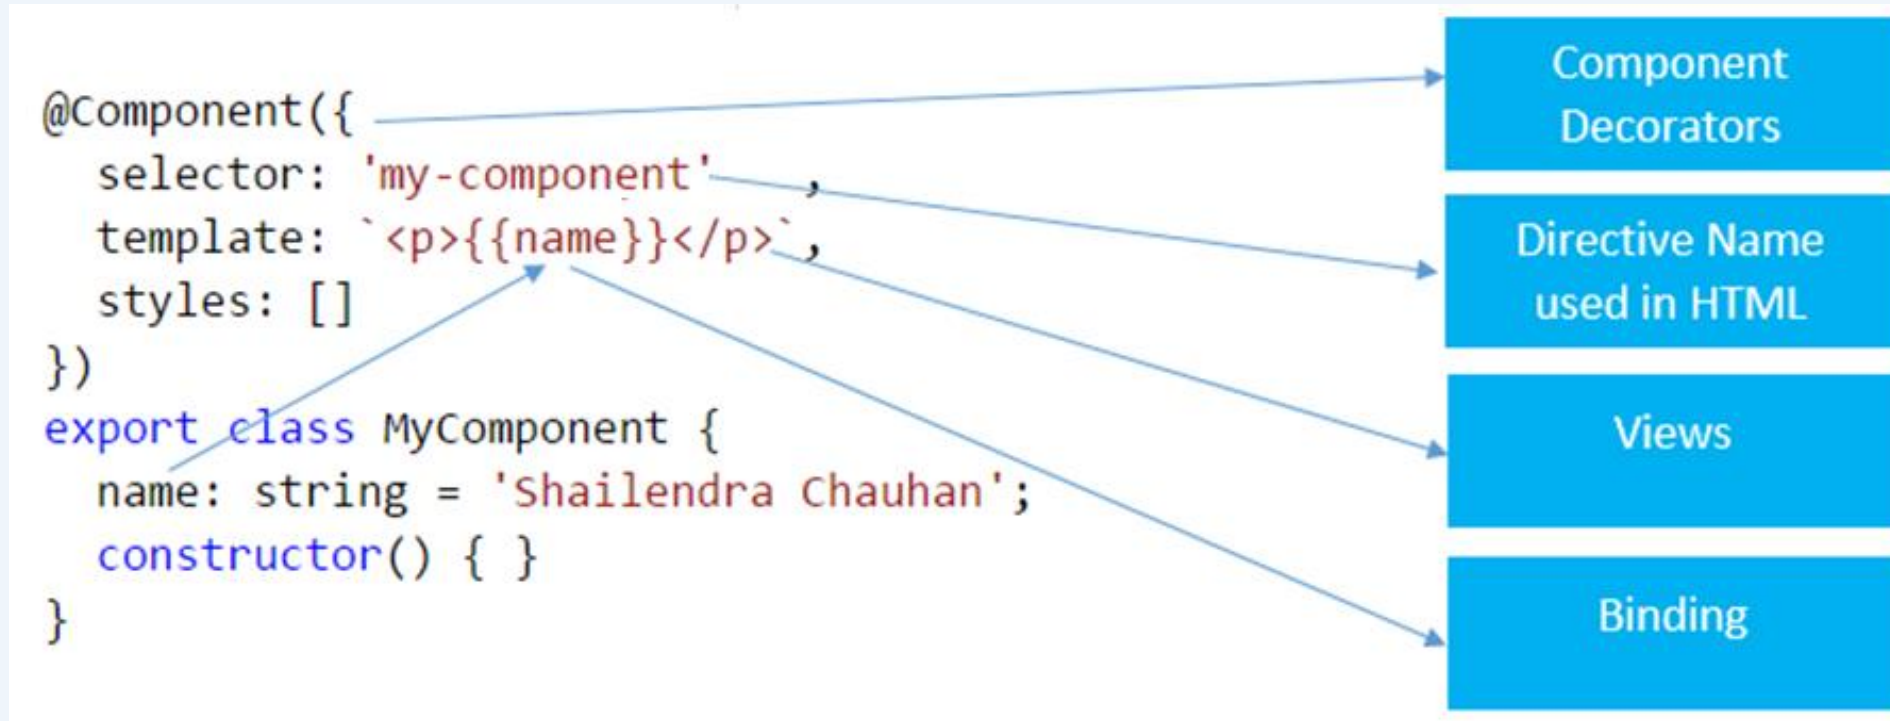 @Component({
selector: 'my-component' ,
template: `<p>{{name}}</p>`,
styles: []
})
export class MyComponent {
name: string = 'Shailendra Chauhan';
constructor() { }
}
Component
Decorators
Directive Name
used in HTML
Views
Binding